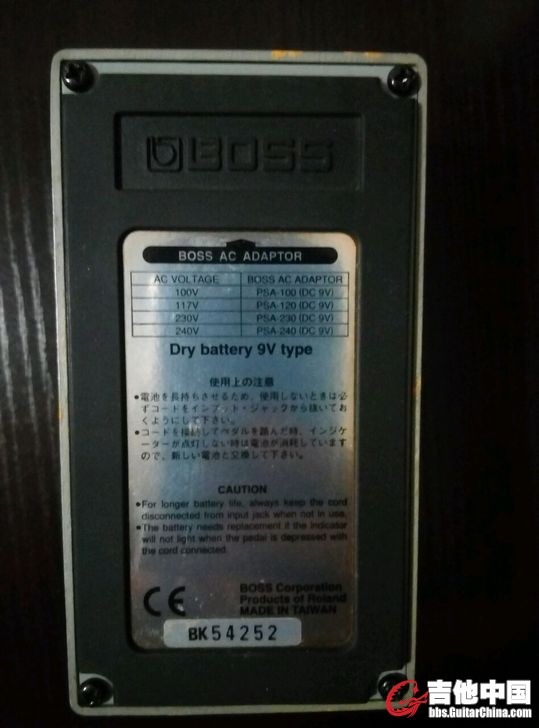 BOSS
BOSS AC ADAPTOR
AC VOLTAGE BOSS AC ADAPTOR
100V PSA-100 (DC 9V)
117V PSA-120 (DC 9V)
230V PSA-230 (DC 9V)
240V PSA-240 (DC 9V)
Dry battery 9V type
使用上の注意
●電池を長持ちさせるため、使用しないときは必
ずコードをインプット・ジャックから抜いてお
くようにして下さい。
●コードを接続してペダルを踏んだ時、インジケ
ーターが点灯しない時は電池が消耗しています
ので、新しい電池と交換して下さい。
CAUTION
●For longer battery life, always keep the cord
disconnected from input jack when not in use.
●The battery needs replacement if the indicator
will not light when the pedal is depressed with
the cord connected.
CE
BOSS Corporation
Products of Roland
MADE IN TAIWAN
BK54252
吉他中国
bbs.GuitarChina.com